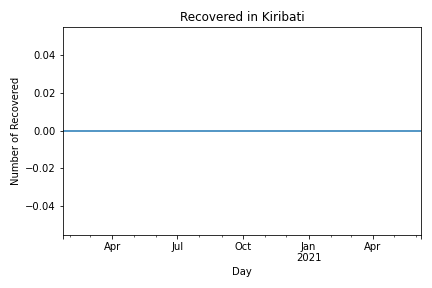 Recovered in Kiribati
Number of Recovered
0.04
0.02
0.00
−0.02
−0.04
Apr
Jul
Oct
Jan
2021
Apr
Day